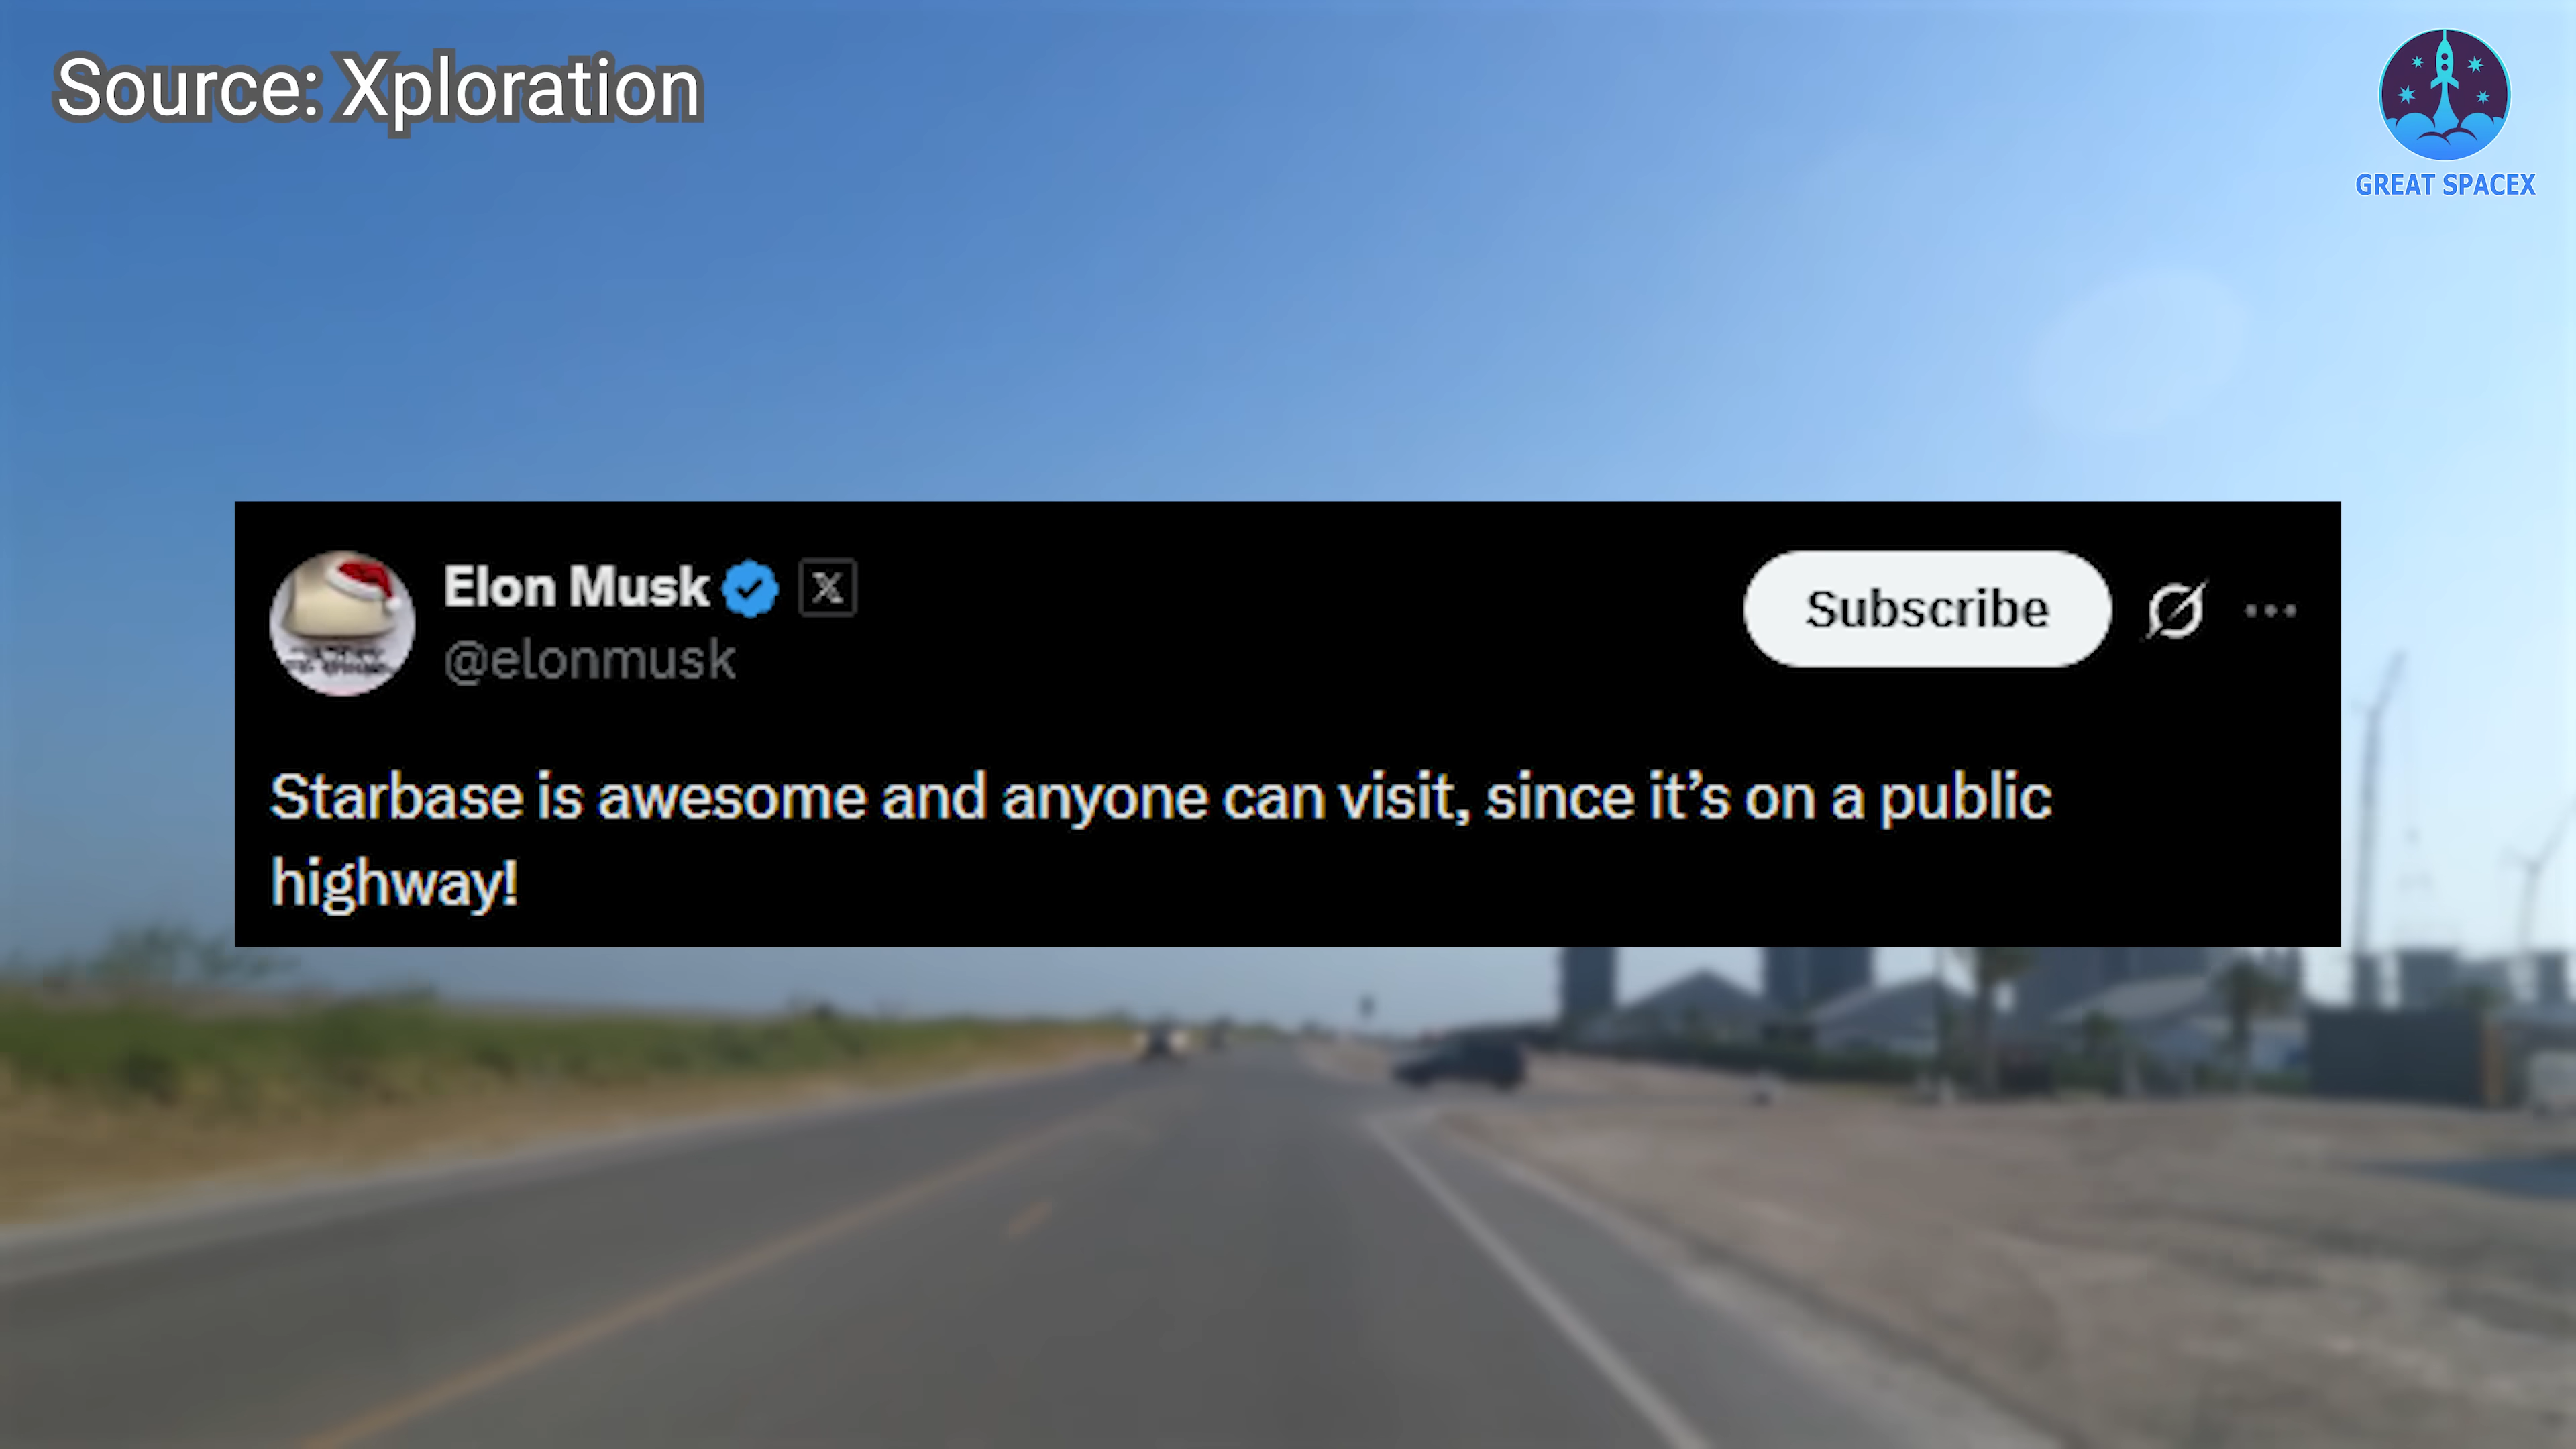 Source: Xploration
GREAT SPACEX
Elon Musk
@elonmusk
Subscribe
Starbase is awesome and anyone can visit, since it’s on a public
highway!